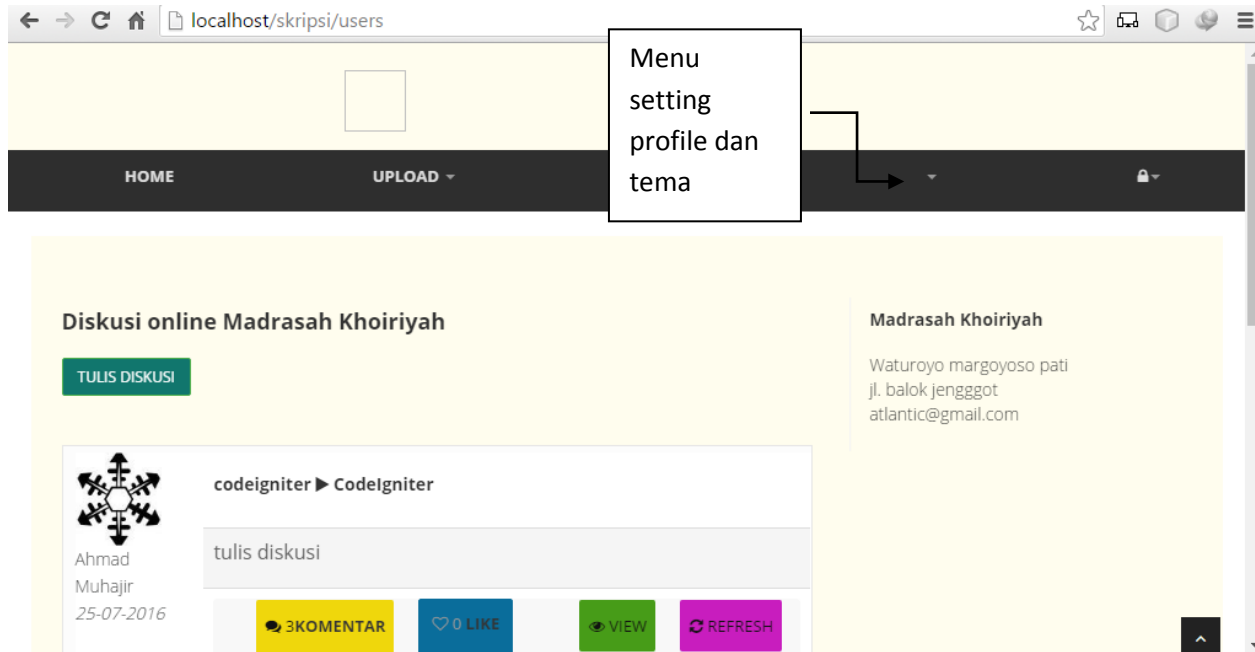 localhost/skripsi/users
Menu
setting
profile dan
tema
HOME
UPLOAD
Diskusi online Madrasah Khoiriyah
TULIS DISKUSI
Madrasah Khoiriyah
Waturoyo margoyoso pati
jl. balok jengggot
atlantic@gmail.com
codeigniter ▶ CodeIgniter
tulis diskusi
Ahmad
Muhajir
25-07-2016
3KOMENTAR
0 LIKE
VIEW
REFRESH